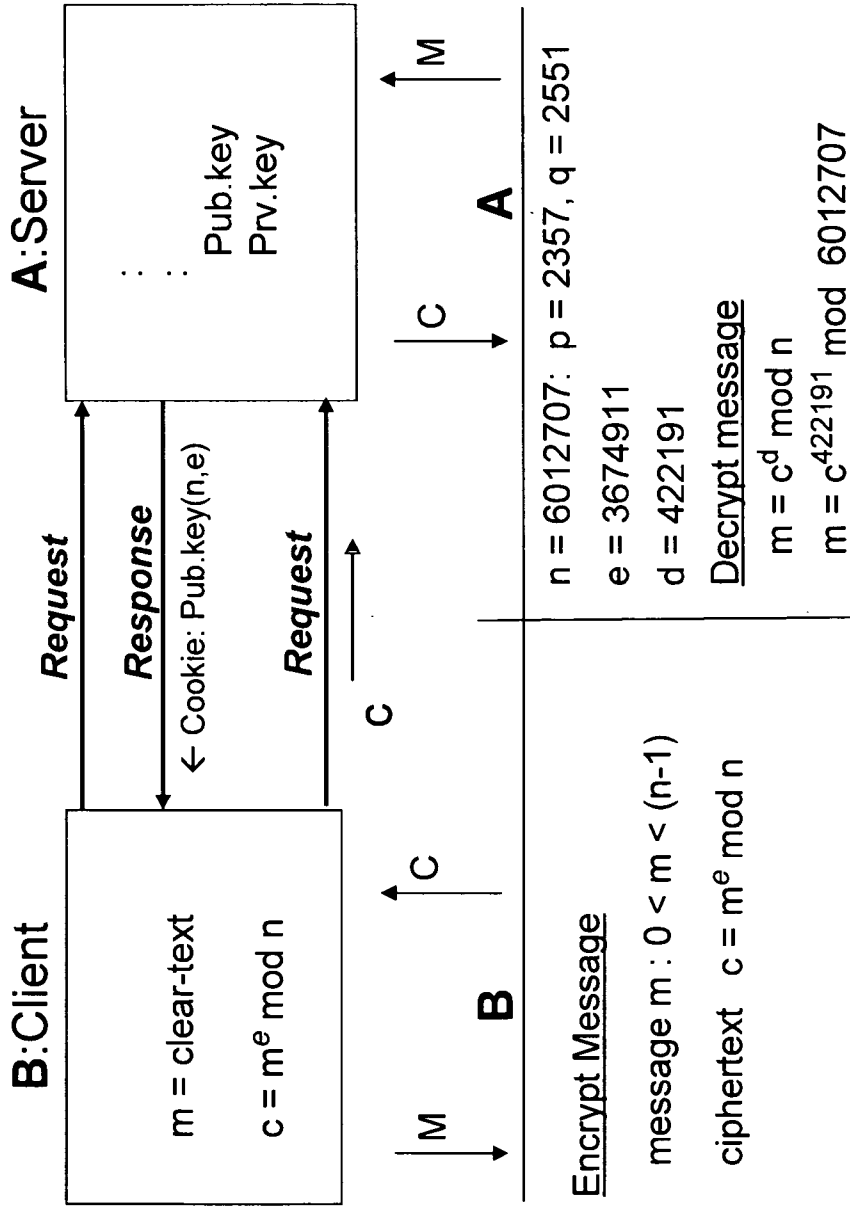 B:Client
m = clear-text
c = m^e mod n
Request
Response
← Cookie: Pub.key(n,e)
Request
C
A:Server
:
:
Pub.key
Prv.key
M
C
C
M
B
Encrypt Message
message m : 0 < m < (n-1)
ciphertext c = m^e mod n
A
n = 6012707: p = 2357, q = 2551
e = 3674911
d = 422191
Decrypt message
m = c^d mod n
m = c^422191 mod 6012707